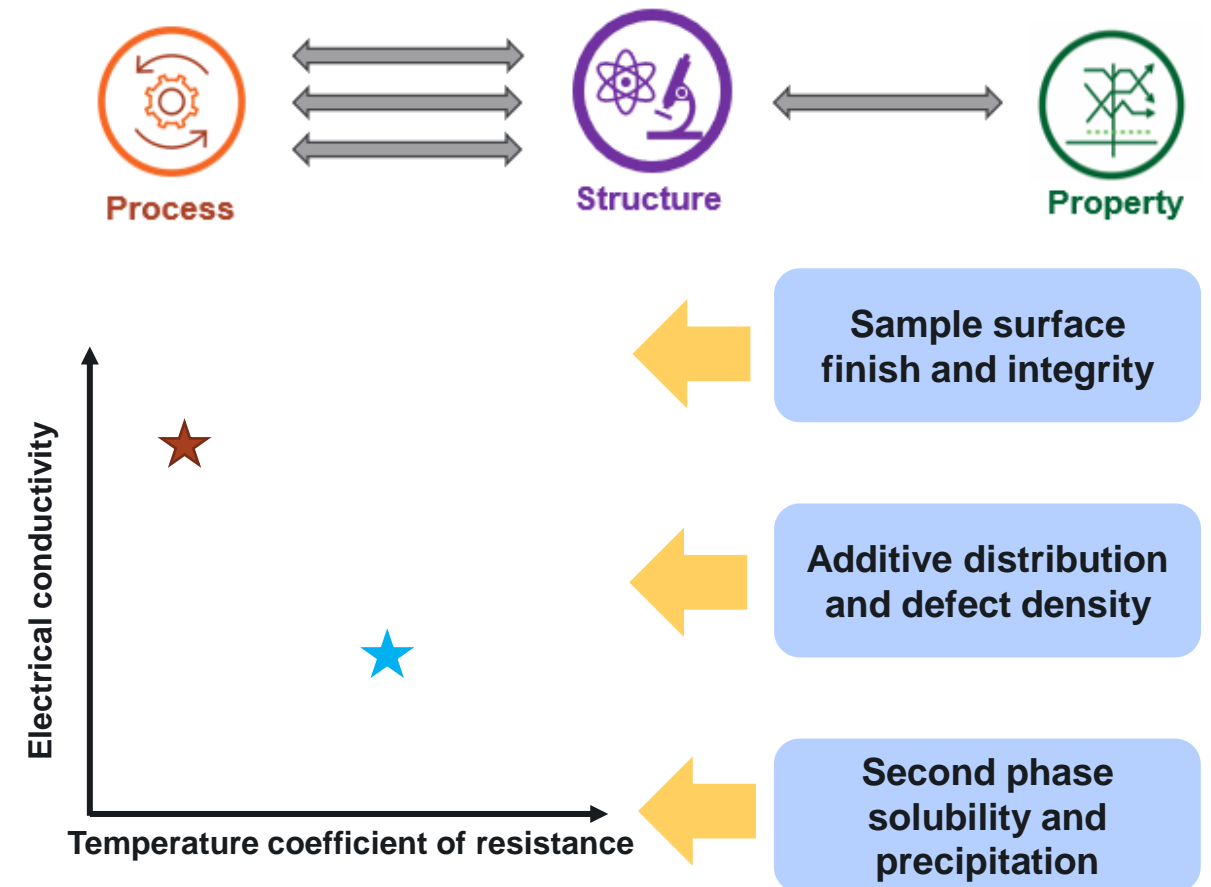 Process
Structure
Property
Sample surface
finish and integrity
Electrical conductivity
Additive distribution
and defect density
Second phase
solubility and
precipitation
Temperature coefficient of resistance